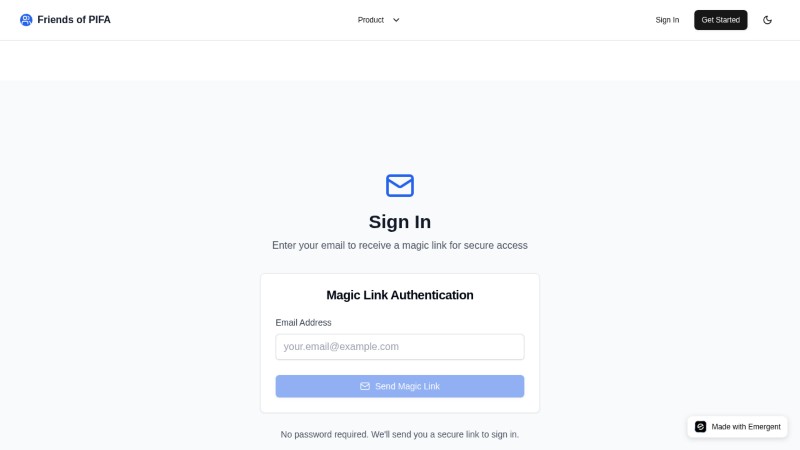 Friends of PIFA
Product
Sign In
Get Started
Sign In
Enter your email to receive a magic link for secure access
Magic Link Authentication
Email Address
your.email@example.com
Send Magic Link
No password required. We'll send you a secure link to sign in.
Made with Emergent